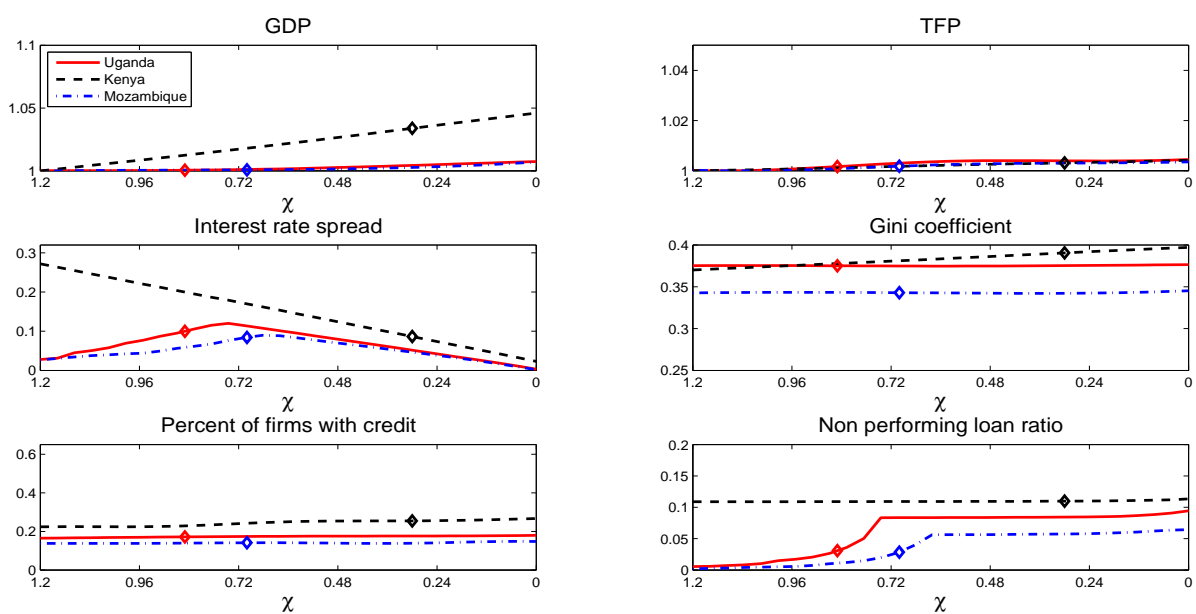 GDP
1.1
1.05
1
Uganda
Kenya
Mozambique
1.2 0.96 0.72 0.48 0.24 0
χ
TFP
1.04
1.02
1
1.2 0.96 0.72 0.48 0.24 0
χ
Interest rate spread
0.3
0.2
0.1
0
1.2 0.96 0.72 0.48 0.24 0
χ
Gini coefficient
0.4
0.35
0.3
0.25
1.2 0.96 0.72 0.48 0.24 0
χ
Percent of firms with credit
0.6
0.4
0.2
0
1.2 0.96 0.72 0.48 0.24 0
χ
Non performing loan ratio
0.2
0.15
0.1
0.05
0
1.2 0.96 0.72 0.48 0.24 0
χ